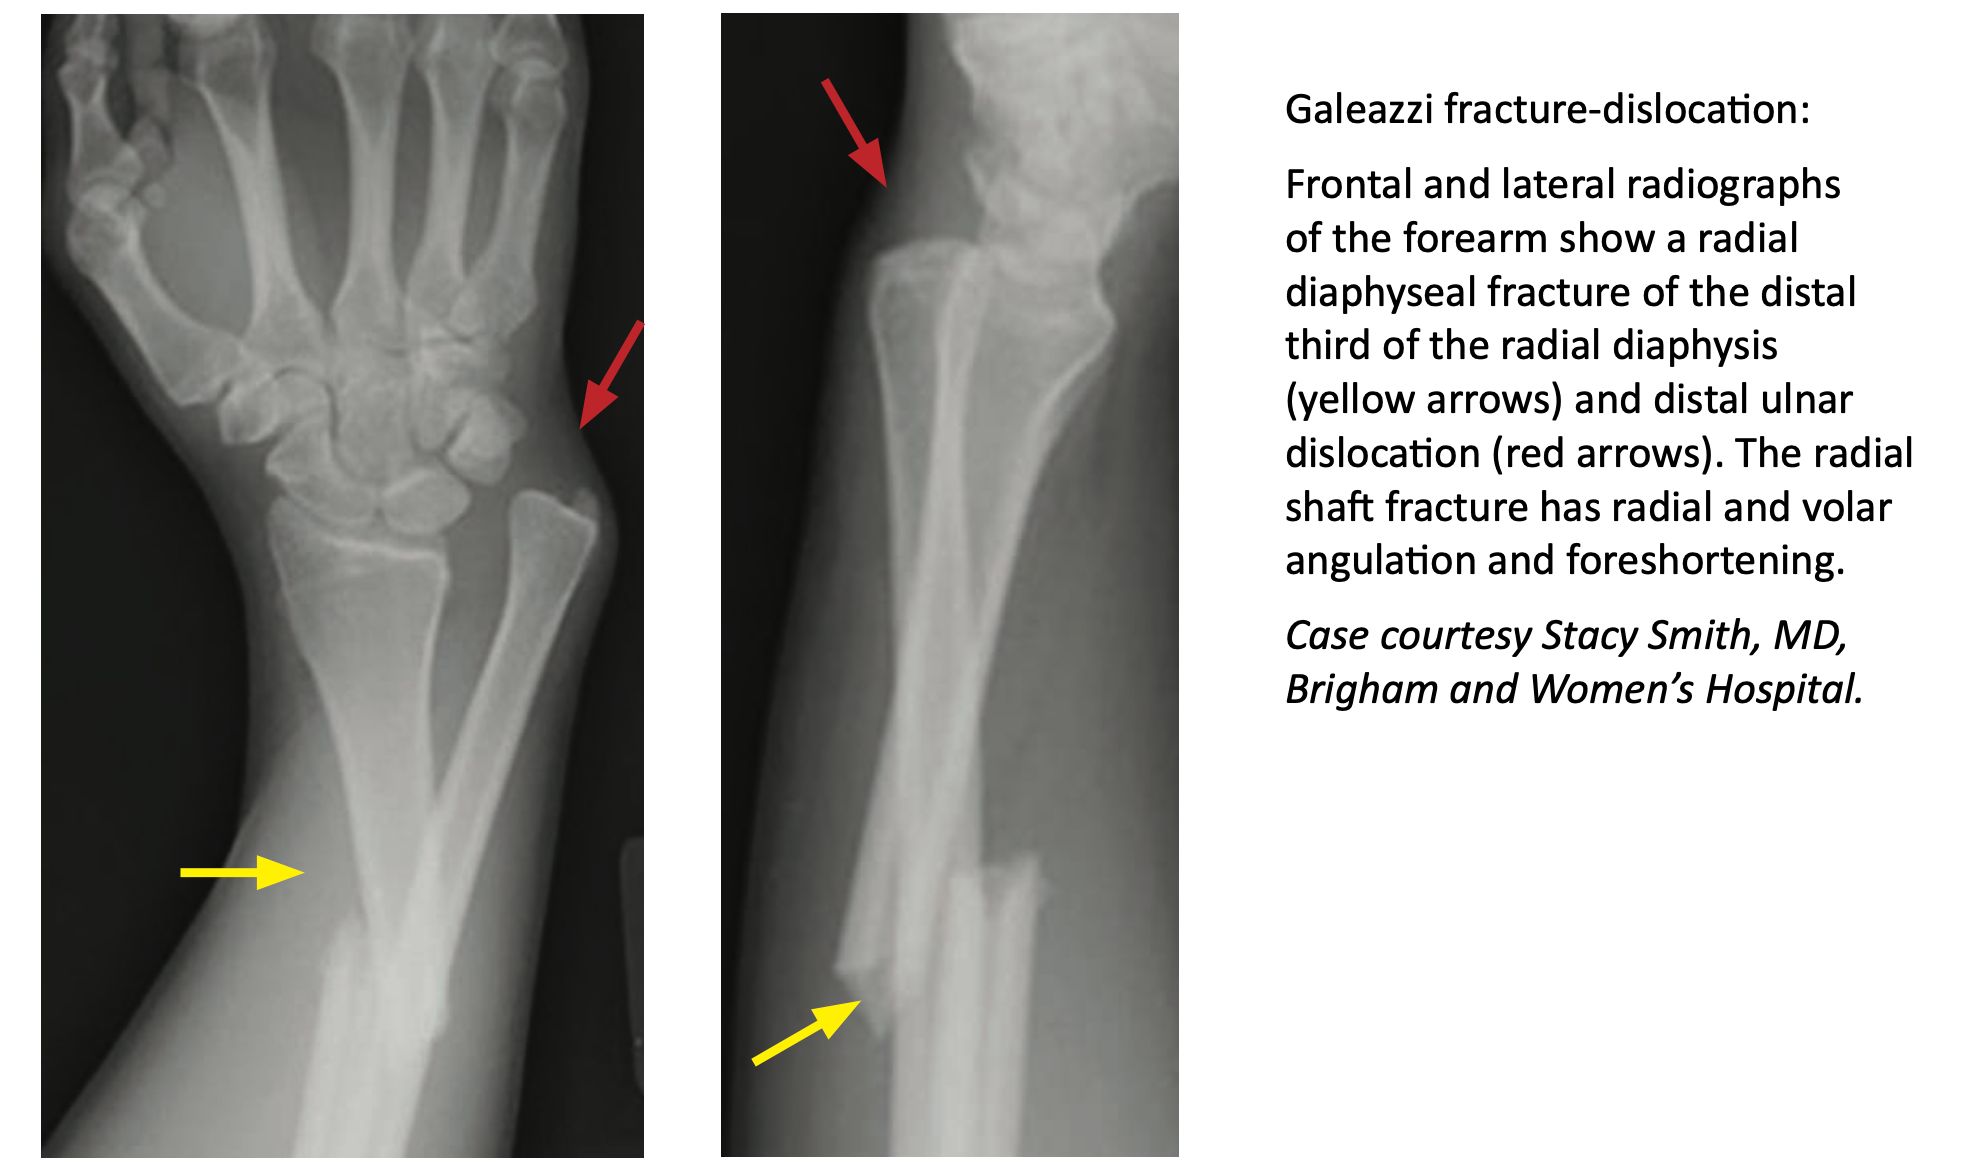 Galeazzi fracture-dislocation:
Frontal and lateral radiographs
of the forearm show a radial
diaphyseal fracture of the distal
third of the radial diaphysis
(yellow arrows) and distal ulnar
dislocation (red arrows). The radial
shaft fracture has radial and volar
angulation and foreshortening.
Case courtesy Stacy Smith, MD,
Brigham and Women’s Hospital.